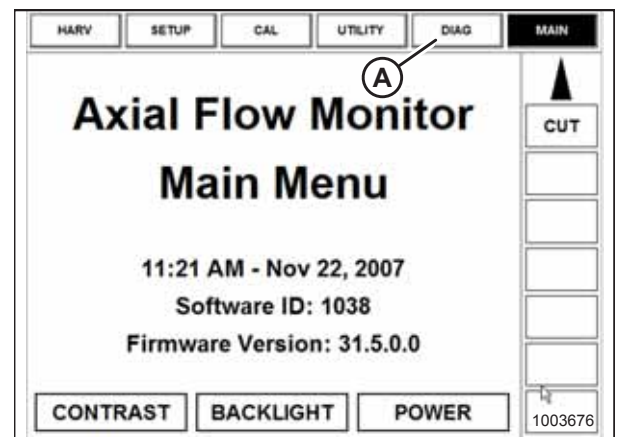 HARV SETUP CAL UTILITY DIAG MAIN
A
Axial Flow Monitor
CUT
Main Menu
11:21 AM - Nov 22, 2007
Software ID: 1038
Firmware Version: 31.5.0.0
CONTRAST BACKLIGHT POWER
1003676